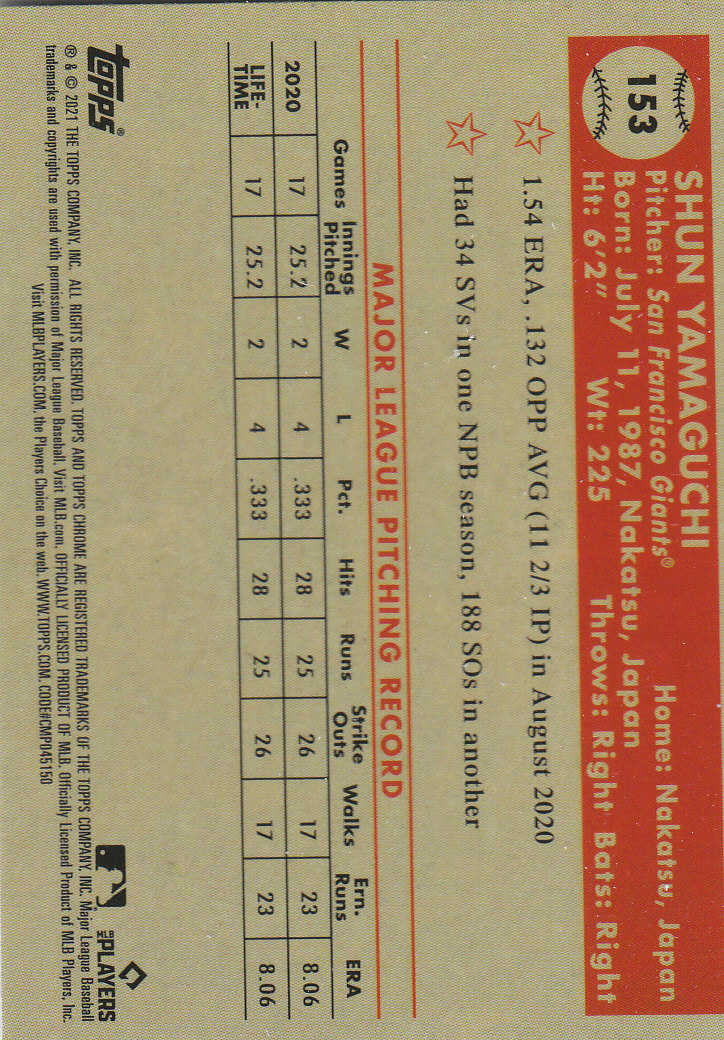 153
SHUN YAMAGUCHI
Pitcher: San Francisco Giants® Home: Nakatsu, Japan
Born: July 11, 1987, Nakatsu, Japan
Ht: 6'2" Wt: 225 Throws: Right Bats: Right
1.54 ERA, .132 OPP AVG (11 2/3 IP) in August 2020
Had 34 SVs in one NPB season, 188 SOs in another
MAJOR LEAGUE PITCHING RECORD
Games Innings Pitched W L Pct. Hits Runs Strike Outs Walks Ern. Runs ERA
2020 17 25.2 2 4 .333 28 25 26 17 23 8.06
LIFE-TIME 17 25.2 2 4 .333 28 25 26 17 23 8.06
topps®
MLB PLAYERS
® & © 2021 THE TOPPS COMPANY, INC. ALL RIGHTS RESERVED. TOPPS AND TOPPS CHROME ARE REGISTERED TRADEMARKS OF THE TOPPS COMPANY, INC. Major League Baseball
trademarks and copyrights are used with permission of Major League Baseball. Visit MLB.com. OFFICIALLY LICENSED PRODUCT OF MLB. Officially Licensed Product of MLB Players, Inc.
Visit MLBPLAYERS.COM, the Players Choice on the web. WWW.TOPPS.COM. CODE#CMP045150